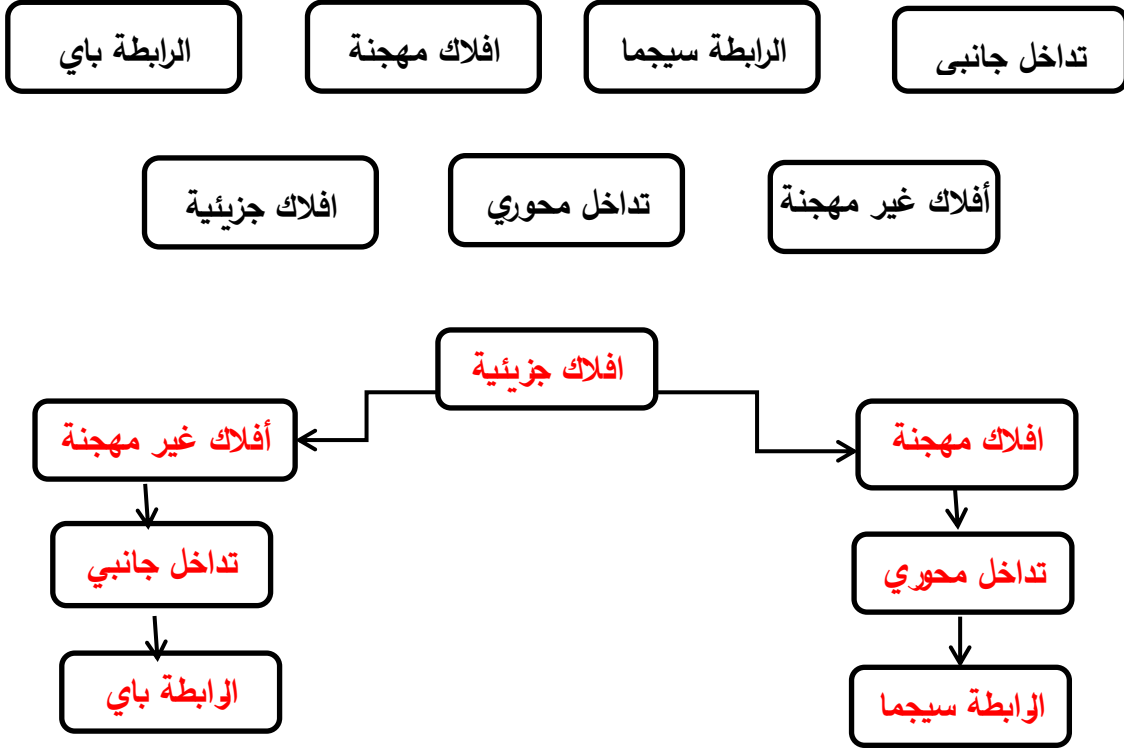 تداخل جانبى
الرابطة سيجما
افلاك مهجنة
الرابطة باي
أفلاك غير مهجنة
تداخل محوري
افلاك جزيئية
افلاك جزيئية
افلاك مهجنة
أفلاك غير مهجنة
تداخل محوري
تداخل جانبي
الرابطة سيجما
الرابطة باي